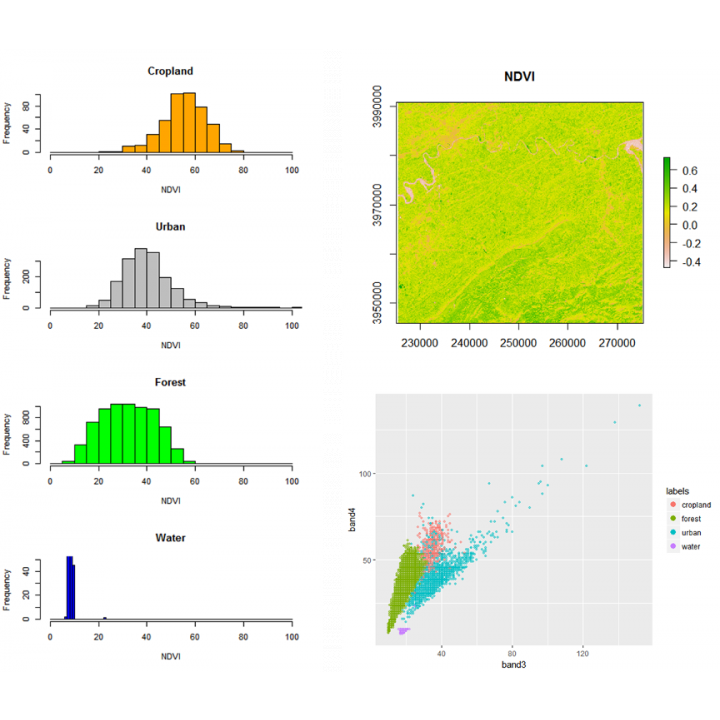 Cropland
Frequency
0 40 80
0 20 40 60 80 100
NDVI
Urban
Frequency
0 200
0 20 40 60 80 100
NDVI
Forest
Frequency
0 400 800
0 20 40 60 80 100
NDVI
Water
Frequency
0 20 40
0 20 40 60 80 100
NDVI
NDVI
3990000
3970000
3950000
230000 240000 250000 270000
0.6
0.4
0.2
0.0
-0.2
-0.4
100
50
band4
40 80 120
band3
labels
cropland
forest
urban
water